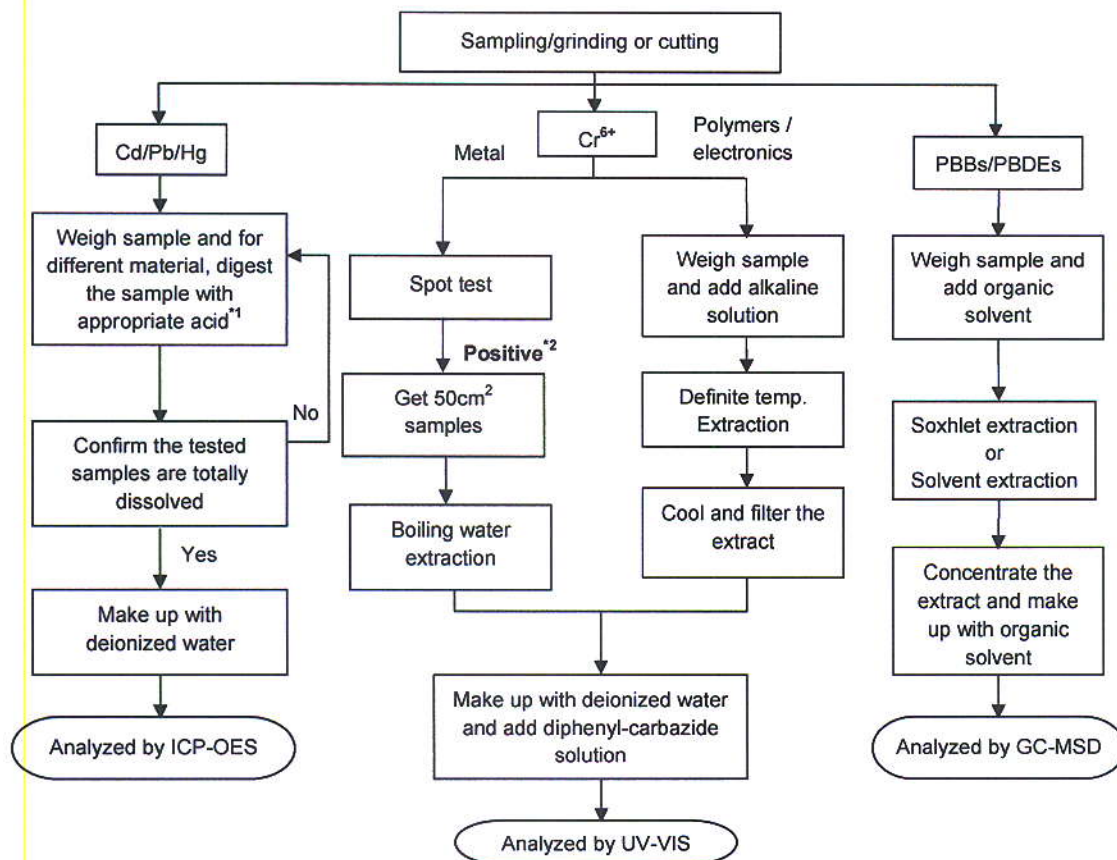 Sampling/grinding or cutting
Cd/Pb/Hg
Weigh sample and for
different material, digest
the sample with
appropriate acid*1
No
Confirm the tested
samples are totally
dissolved
Yes
Make up with
deionized water
Analyzed by ICP-OES
Cr6+
Metal
Polymers /
electronics
Spot test
Positive*2
Get 50cm2
samples
Boiling water
extraction
Weigh sample
and add alkaline
solution
Definite temp.
Extraction
Cool and filter the
extract
Make up with deionized water
and add diphenyl-carbazide
solution
Analyzed by UV-VIS
PBBs/PBDEs
Weigh sample and
add organic
solvent
Soxhlet extraction
or
Solvent extraction
Concentrate the
extract and make
up with organic
solvent
Analyzed by GC-MSD